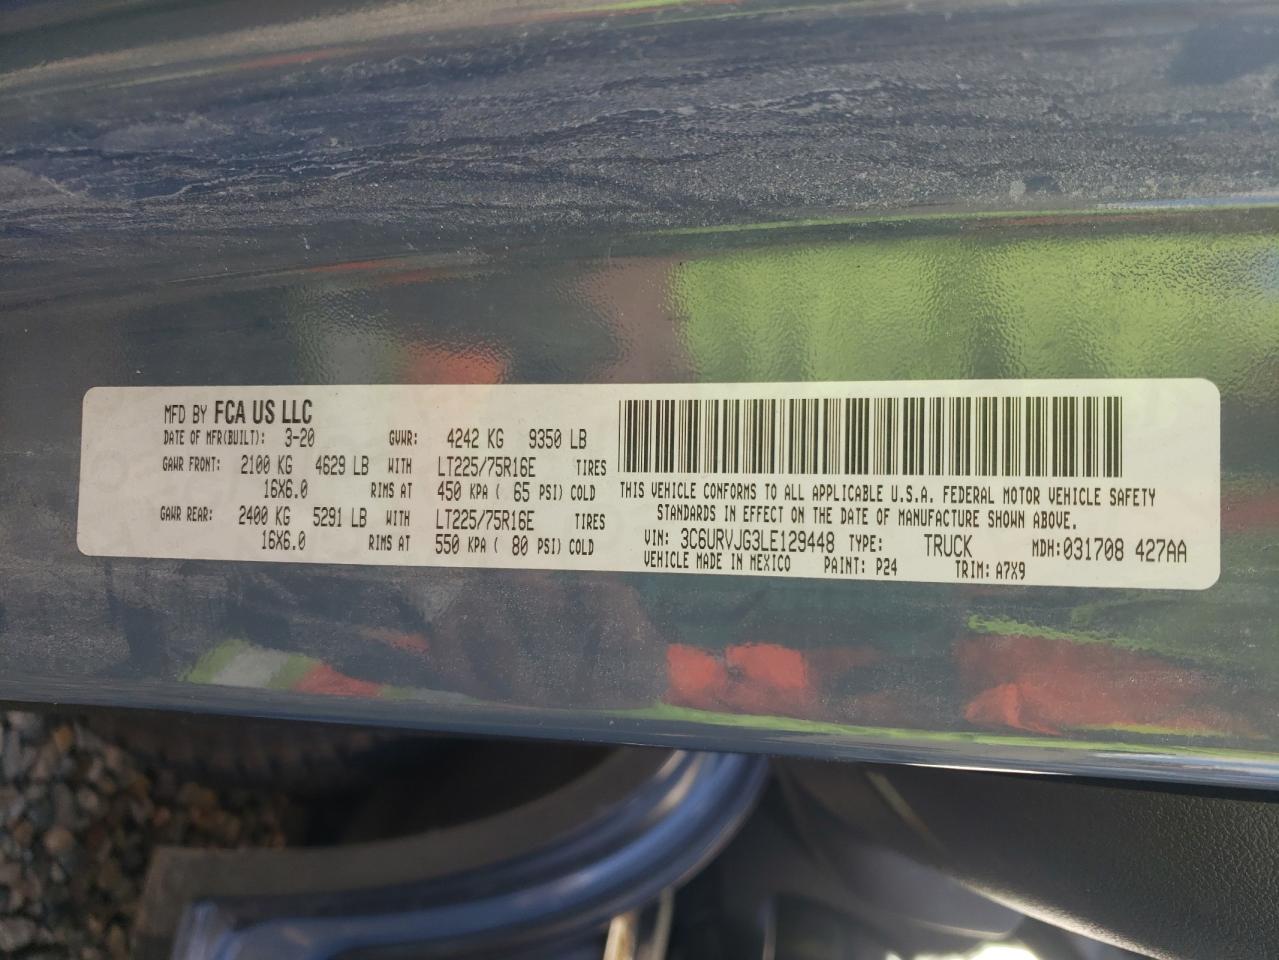 MFD BY FCA US LLC
DATE OF MFR(BUILT): 3-20 GVWR: 4242 KG 9350 LB
GAWR FRONT: 2100 KG 4629 LB WITH LT225/75R16E TIRES
16X6.0 RIMS AT 450 KPA ( 65 PSI) COLD
GAWR REAR: 2400 KG 5291 LB WITH LT225/75R16E TIRES
16X6.0 RIMS AT 550 KPA ( 80 PSI) COLD
THIS VEHICLE CONFORMS TO ALL APPLICABLE U.S.A. FEDERAL MOTOR VEHICLE SAFETY
STANDARDS IN EFFECT ON THE DATE OF MANUFACTURE SHOWN ABOVE.
VIN: 3C6URVJG3LE129448 TYPE: TRUCK MDH: 031708 427AA
VEHICLE MADE IN MEXICO PAINT: P24 TRIM: A7X9